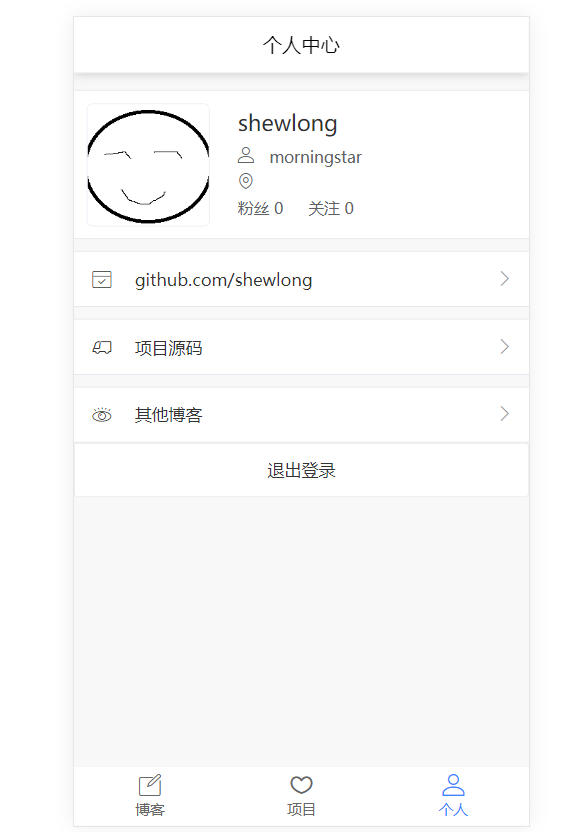 个人中心
shewlong
morningstar
粉丝 0 关注 0
github.com/shewlong
项目源码
其他博客
退出登录
博客 项目 个人